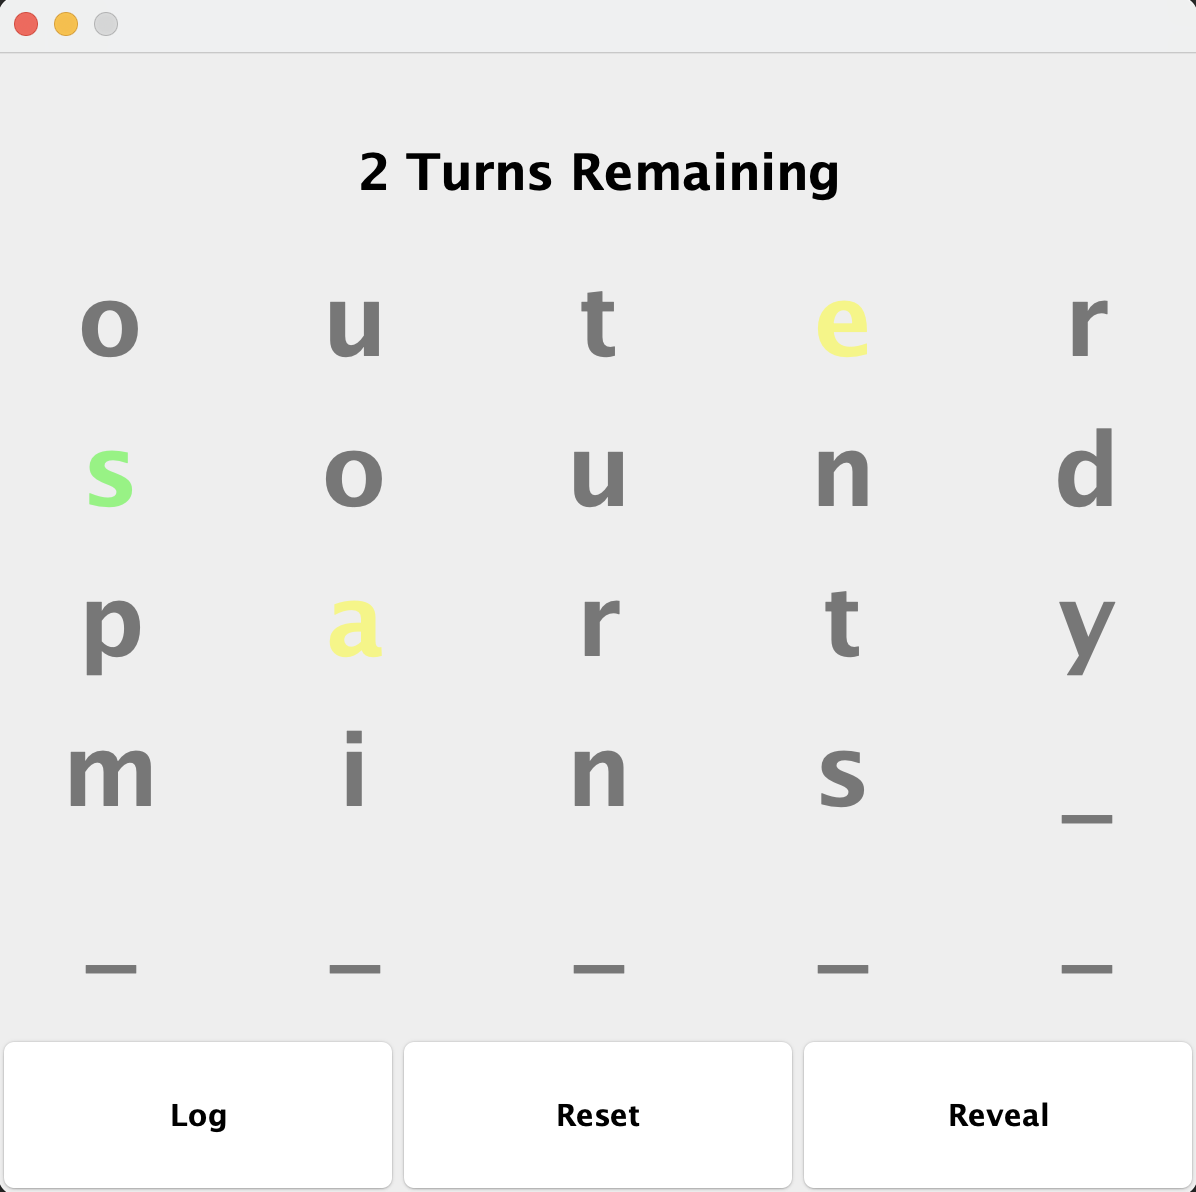 2 Turns Remaining
o u t e r
s o u n d
p a r t y
m i n s _
_ _ _ _ _
Log Reset Reveal